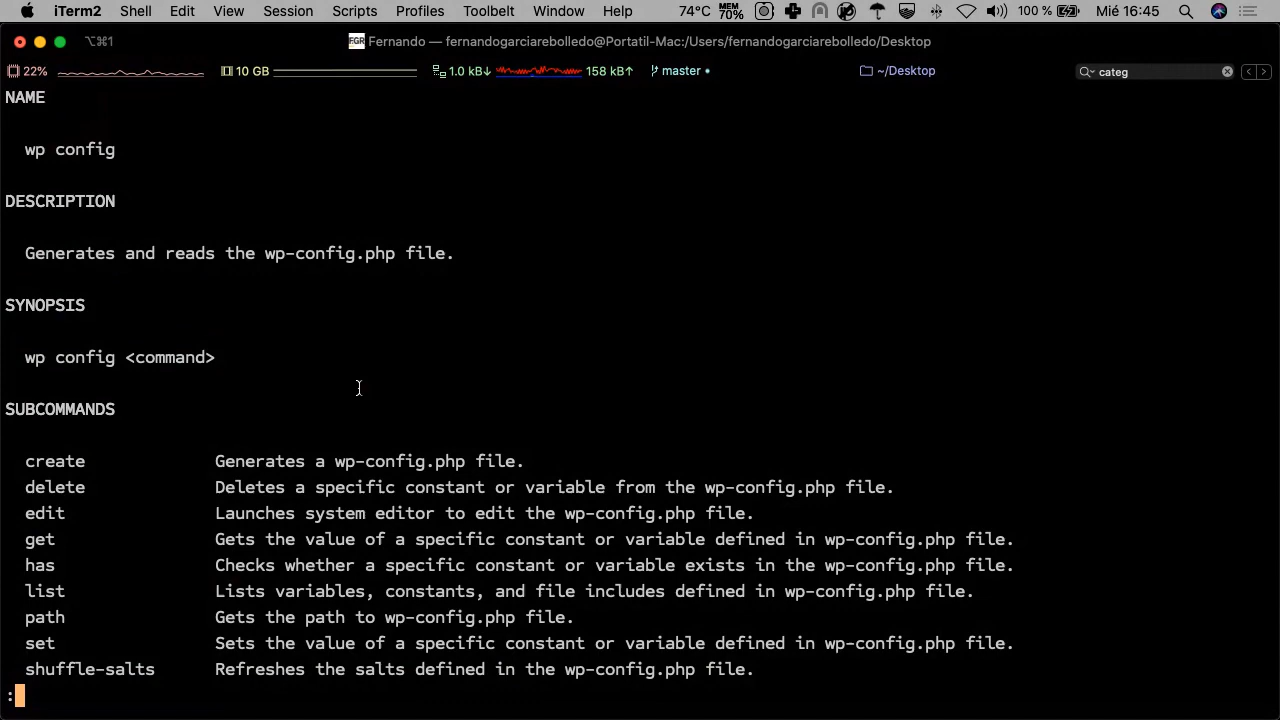 iTerm2 Shell Edit View Session Scripts Profiles Toolbelt Window Help 74°C MEM 70% 100 % Mié 16:45
⌥⌘1 FGR Fernando — fernandogarciarebolledo@Portatil-Mac:/Users/fernandogarciarebolledo/Desktop
22% 10 GB 1.0 kB↓ 158 kB↑ master • ~/Desktop categ
NAME
wp config
DESCRIPTION
Generates and reads the wp-config.php file.
SYNOPSIS
wp config <command>
SUBCOMMANDS
create Generates a wp-config.php file.
delete Deletes a specific constant or variable from the wp-config.php file.
edit Launches system editor to edit the wp-config.php file.
get Gets the value of a specific constant or variable defined in wp-config.php file.
has Checks whether a specific constant or variable exists in the wp-config.php file.
list Lists variables, constants, and file includes defined in wp-config.php file.
path Gets the path to wp-config.php file.
set Sets the value of a specific constant or variable defined in wp-config.php file.
shuffle-salts Refreshes the salts defined in the wp-config.php file.
: